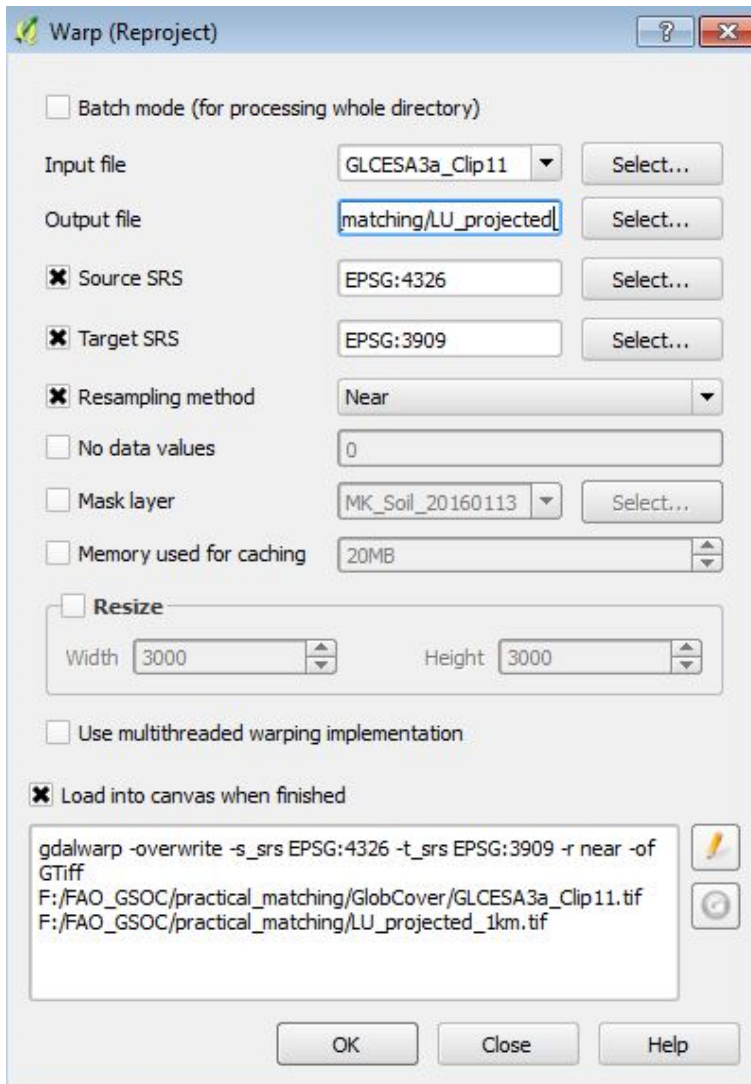 Warp (Reproject)
Batch mode (for processing whole directory)
Input file GLCESA3a_Clip11 Select...
Output file matching/LU_projected_ Select...
Source SRS EPSG:4326 Select...
Target SRS EPSG:3909 Select...
Resampling method Near
No data values 0
Mask layer MK_Soil_20160113 Select...
Memory used for caching 20MB
Resize
Width 3000 Height 3000
Use multithreaded warping implementation
Load into canvas when finished
gdalwarp -overwrite -s_srs EPSG:4326 -t_srs EPSG:3909 -r near -of
GTiff
F:/FAO_GSOC/practical_matching/GlobCover/GLCESA3a_Clip11.tif
F:/FAO_GSOC/practical_matching/LU_projected_1km.tif
OK Close Help